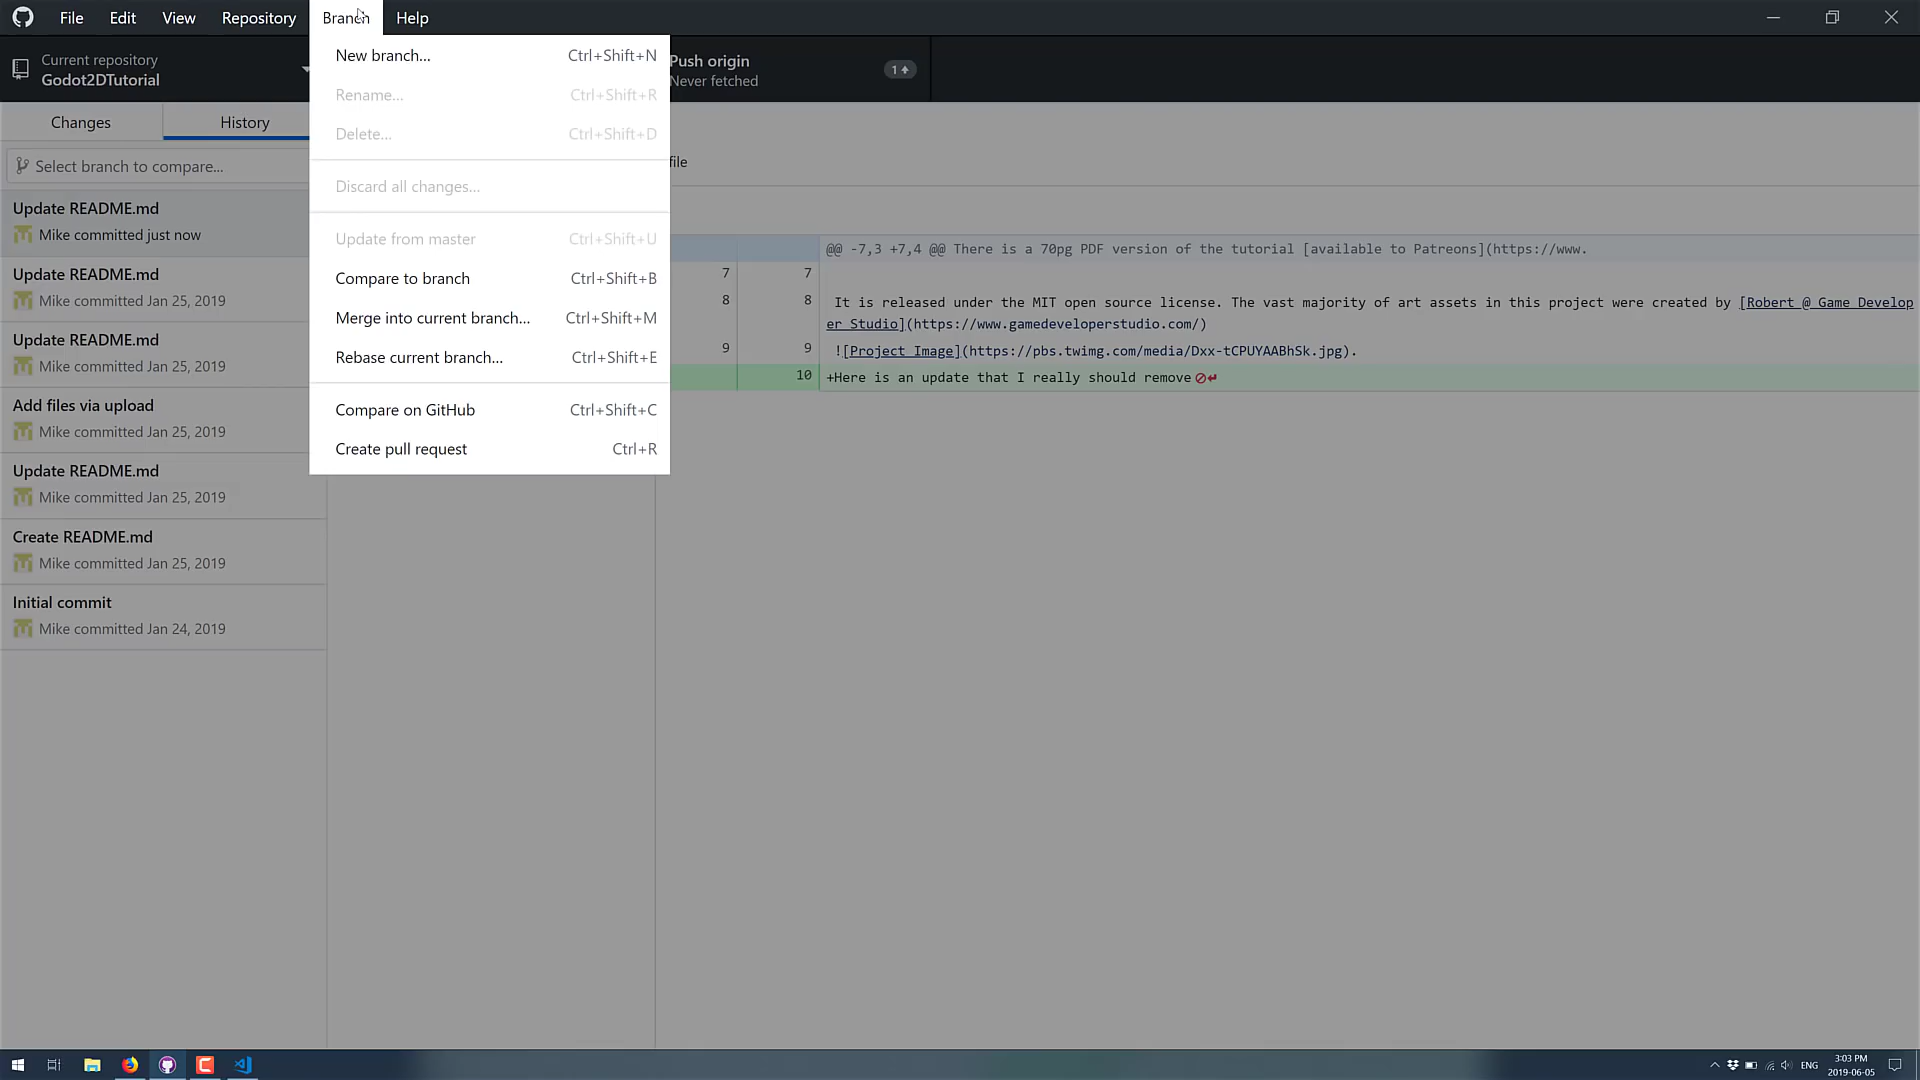 File Edit View Repository Branch Help
Current repository
Godot2DTutorial
Push origin
Never fetched
1
Changes History
Select branch to compare...
Update README.md
Mike committed just now
Update README.md
Mike committed Jan 25, 2019
Update README.md
Mike committed Jan 25, 2019
Add files via upload
Mike committed Jan 25, 2019
Update README.md
Mike committed Jan 25, 2019
Create README.md
Mike committed Jan 25, 2019
Initial commit
Mike committed Jan 24, 2019
New branch... Ctrl+Shift+N
Rename... Ctrl+Shift+R
Delete... Ctrl+Shift+D
Discard all changes...
Update from master Ctrl+Shift+U
Compare to branch Ctrl+Shift+B
Merge into current branch... Ctrl+Shift+M
Rebase current branch... Ctrl+Shift+E
Compare on GitHub Ctrl+Shift+C
Create pull request Ctrl+R
file
@@ -7,3 +7,4 @@ There is a 70pg PDF version of the tutorial [available to Patreons](https://www.
7 7
8 8 It is released under the MIT open source license. The vast majority of art assets in this project were created by [Robert @ Game Develop
er Studio](https://www.gamedeveloperstudio.com/)
9 9 ![Project Image](https://pbs.twimg.com/media/Dxx-tCPUYAABhSk.jpg).
10 +Here is an update that I really should remove
ENG
3:03 PM
2019-06-05